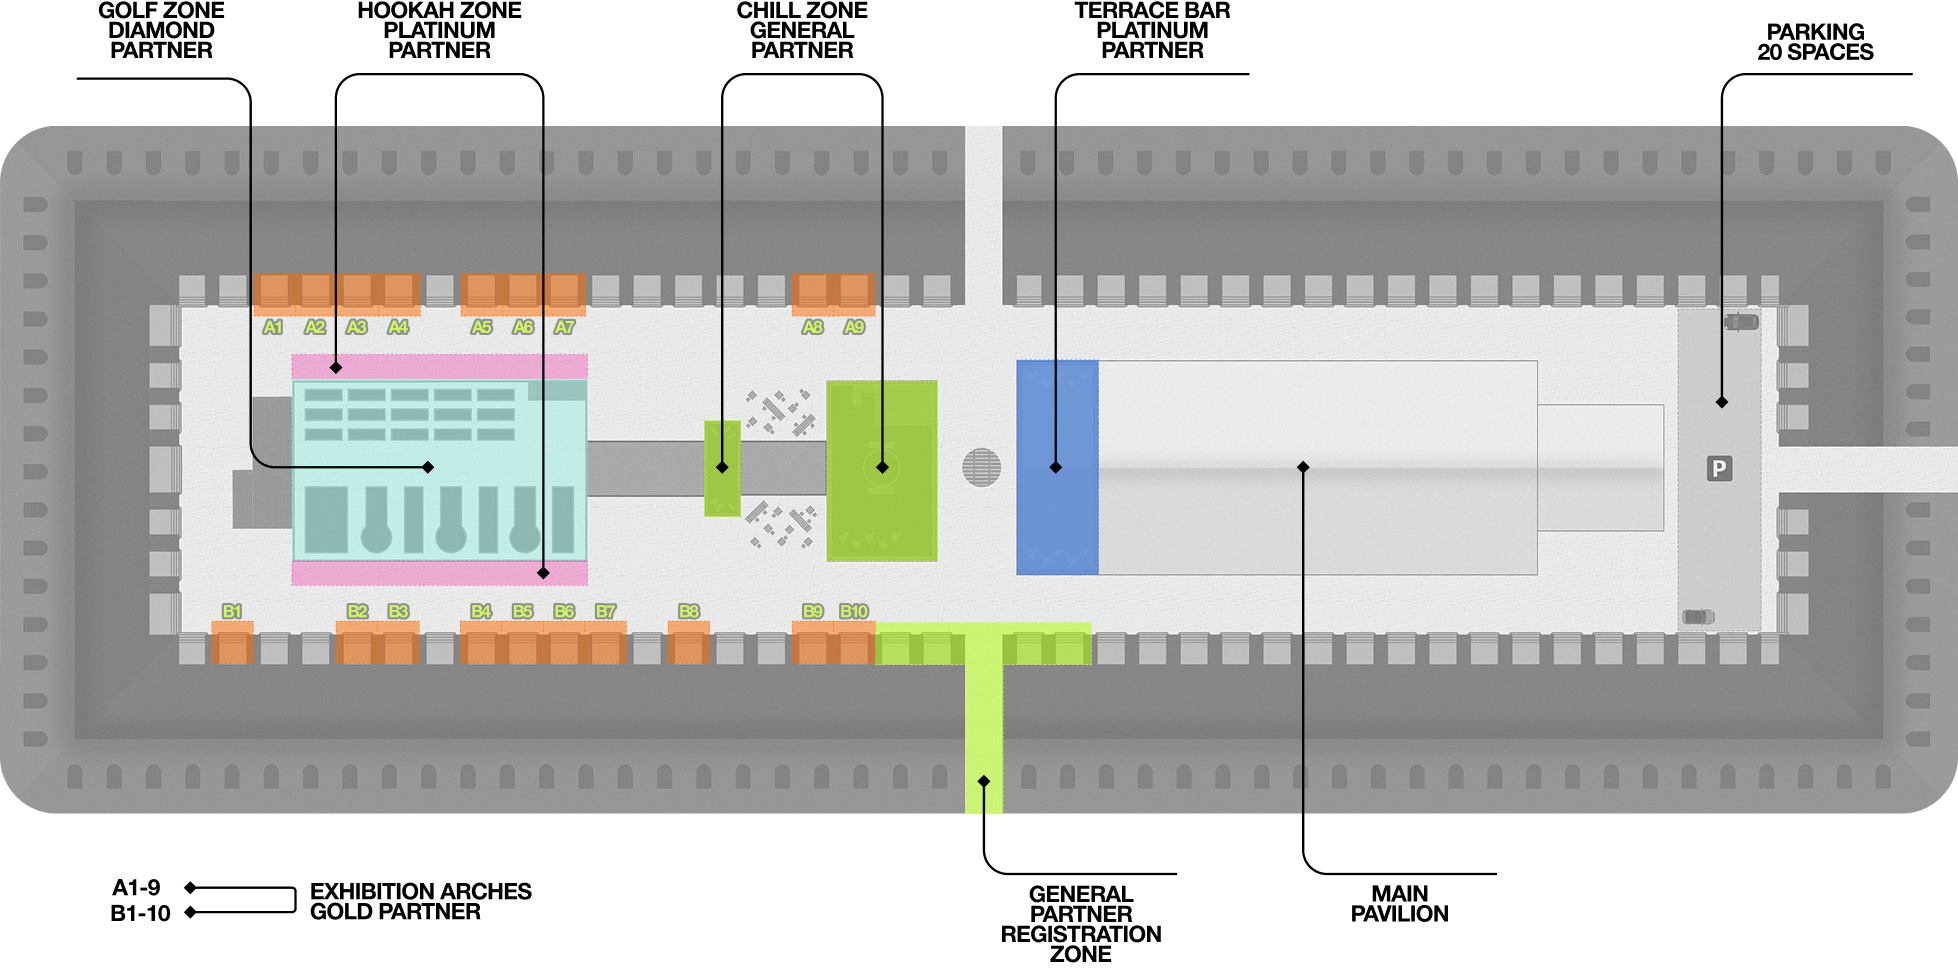 GOLF ZONE
DIAMOND
PARTNER
HOOKAH ZONE
PLATINUM
PARTNER
CHILL ZONE
GENERAL
PARTNER
TERRACE BAR
PLATINUM
PARTNER
PARKING
20 SPACES
A1 A2 A3 A4 A5 A6 A7 A8 A9
P
B1 B2 B3 B4 B5 B6 B7 B8 B9 B10
A1-9
B1-10
EXHIBITION ARCHES
GOLD PARTNER
GENERAL
PARTNER
REGISTRATION
ZONE
MAIN
PAVILION